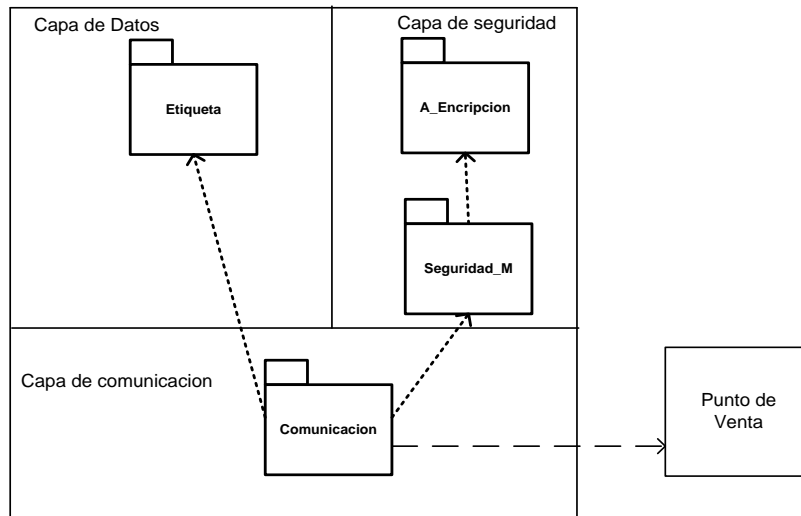 Capa de Datos
Capa de seguridad
Etiqueta
A_Encripcion
Seguridad_M
Capa de comunicacion
Comunicacion
Punto de
Venta